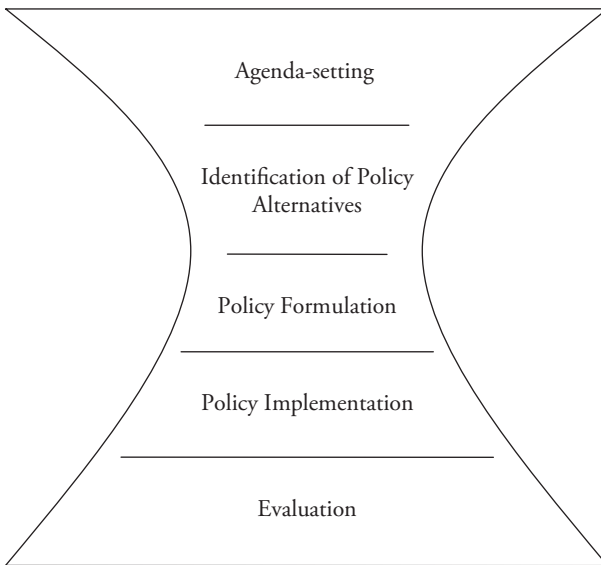 Agenda-setting
Identification of Policy
Alternatives
Policy Formulation
Policy Implementation
Evaluation